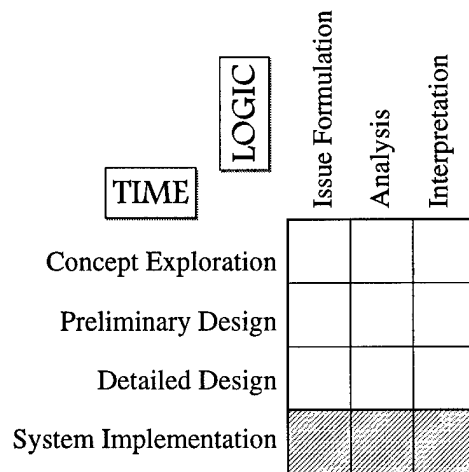 LOGIC
Issue Formulation
Analysis
Interpretation
TIME
Concept Exploration
Preliminary Design
Detailed Design
System Implementation